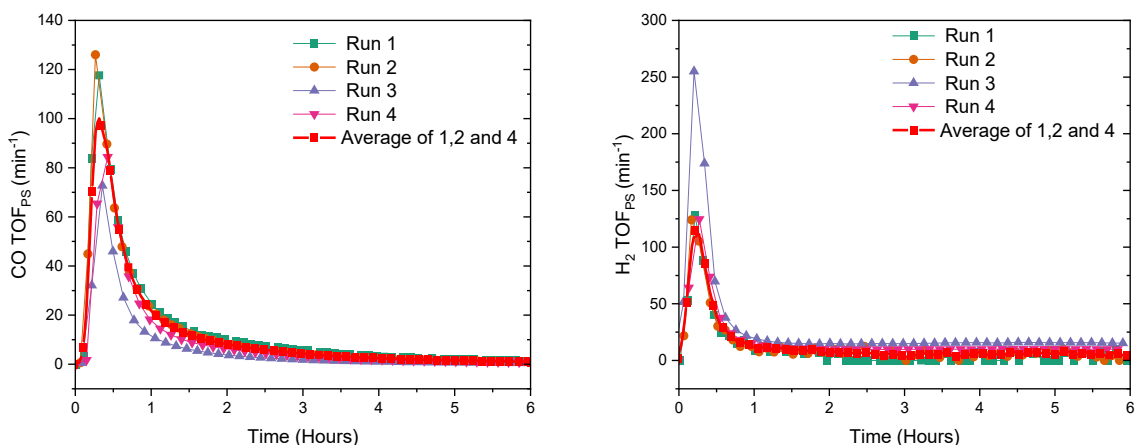 140
120
100
80
60
40
20
0
CO TOF_PS (min⁻¹)
Run 1
Run 2
Run 3
Run 4
Average of 1,2 and 4
0 1 2 3 4 5 6
Time (Hours)
300
250
200
150
100
50
0
H₂ TOF_PS (min⁻¹)
Run 1
Run 2
Run 3
Run 4
Average of 1,2 and 4
0 1 2 3 4 5 6
Time (Hours)